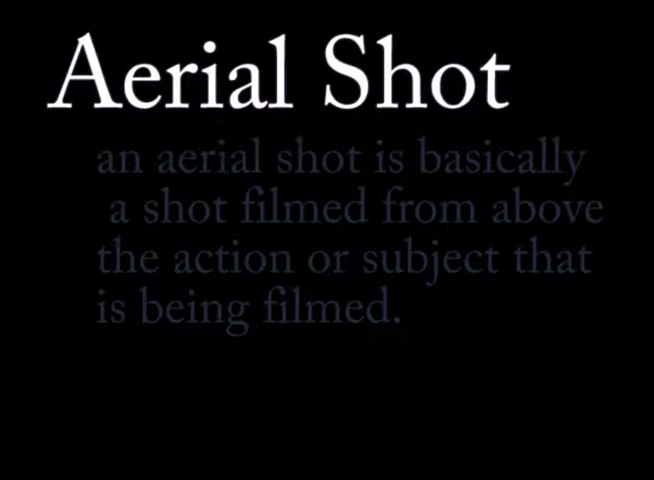 Aerial Shot
an aerial shot is basically
a shot filmed from above
the action or subject that
is being filmed.